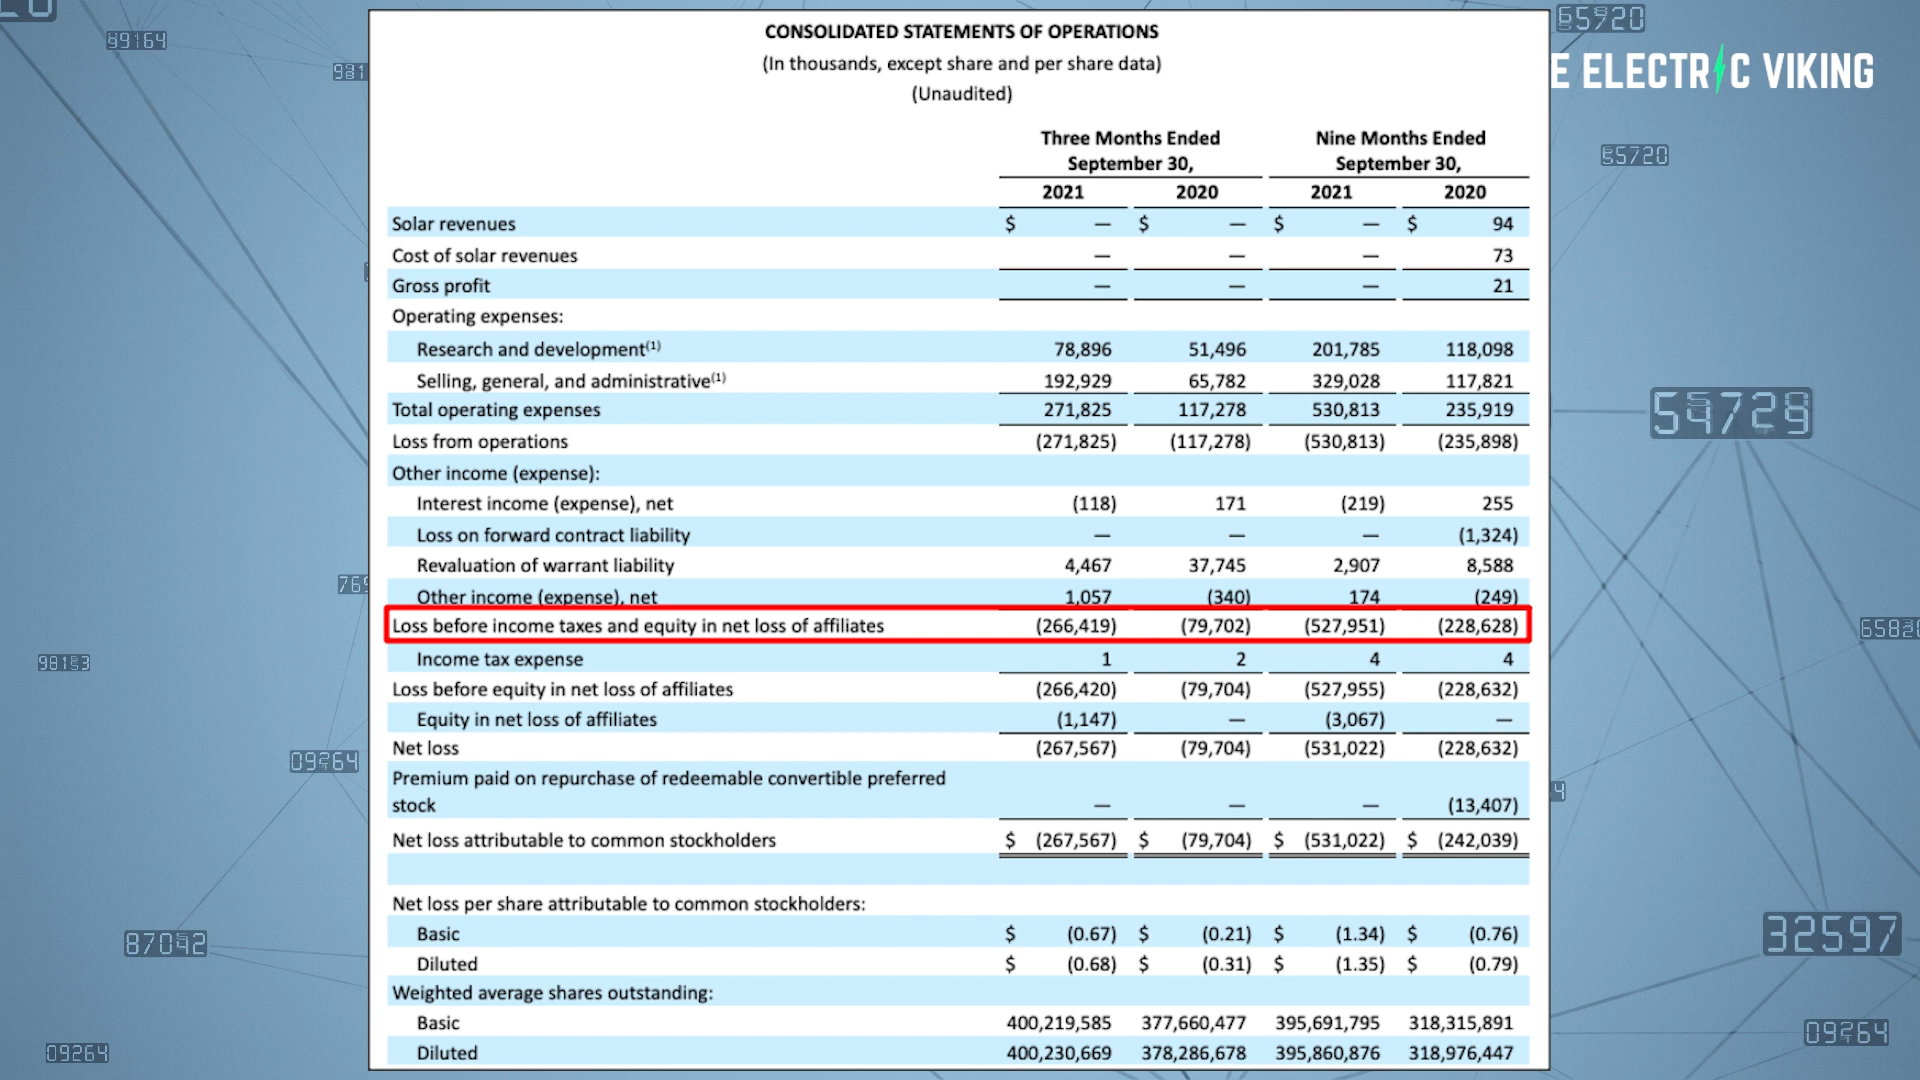 CONSOLIDATED STATEMENTS OF OPERATIONS
(In thousands, except share and per share data)
(Unaudited)
E ELECTRIC VIKING
Three Months Ended September 30, Nine Months Ended September 30,
2021 2020 2021 2020
Solar revenues $ — $ — $ — $ 94
Cost of solar revenues — — — 73
Gross profit — — — 21
Operating expenses:
Research and development(1) 78,896 51,496 201,785 118,098
Selling, general, and administrative(1) 192,929 65,782 329,028 117,821
Total operating expenses 271,825 117,278 530,813 235,919
Loss from operations (271,825) (117,278) (530,813) (235,898)
Other income (expense):
Interest income (expense), net (118) 171 (219) 255
Loss on forward contract liability — — — (1,324)
Revaluation of warrant liability 4,467 37,745 2,907 8,588
Other income (expense), net 1,057 (340) 174 (249)
Loss before income taxes and equity in net loss of affiliates (266,419) (79,702) (527,951) (228,628)
Income tax expense 1 2 4 4
Loss before equity in net loss of affiliates (266,420) (79,704) (527,955) (228,632)
Equity in net loss of affiliates (1,147) — (3,067) —
Net loss (267,567) (79,704) (531,022) (228,632)
Premium paid on repurchase of redeemable convertible preferred
stock — — — (13,407)
Net loss attributable to common stockholders $ (267,567) $ (79,704) $ (531,022) $ (242,039)
Net loss per share attributable to common stockholders:
Basic $ (0.67) $ (0.21) $ (1.34) $ (0.76)
Diluted $ (0.68) $ (0.31) $ (1.35) $ (0.79)
Weighted average shares outstanding:
Basic 400,219,585 377,660,477 395,691,795 318,315,891
Diluted 400,230,669 378,286,678 395,860,876 318,976,447
32597